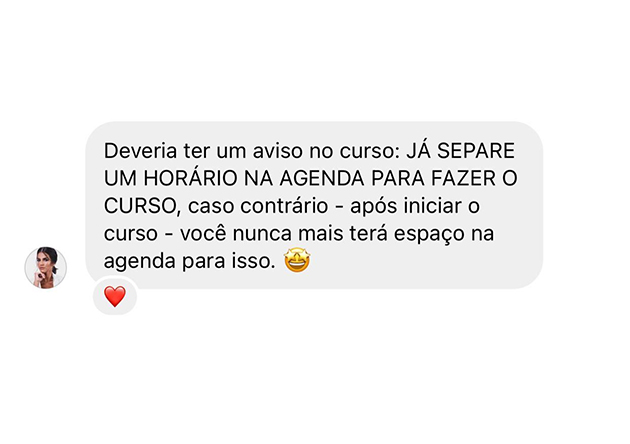 Deveria ter um aviso no curso: JÁ SEPARE
UM HORÁRIO NA AGENDA PARA FAZER O
CURSO, caso contrário - após iniciar o
curso - você nunca mais terá espaço na
agenda para isso. 🤩
❤️